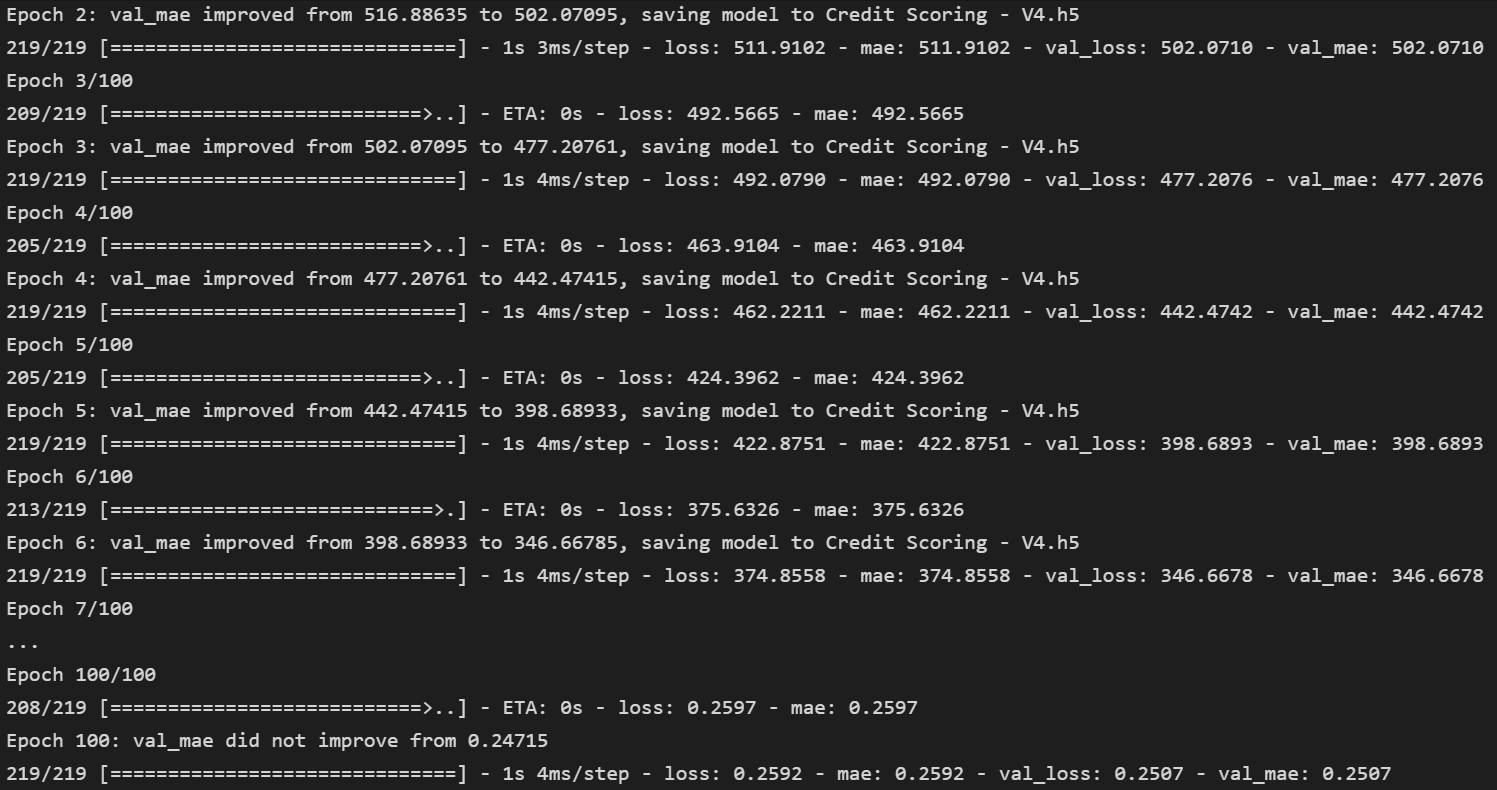 Epoch 2: val_mae improved from 516.88635 to 502.07095, saving model to Credit Scoring - V4.h5
219/219 [==============================] - 1s 3ms/step - loss: 511.9102 - mae: 511.9102 - val_loss: 502.0710 - val_mae: 502.0710
Epoch 3/100
209/219 [===========================>..] - ETA: 0s - loss: 492.5665 - mae: 492.5665
Epoch 3: val_mae improved from 502.07095 to 477.20761, saving model to Credit Scoring - V4.h5
219/219 [==============================] - 1s 4ms/step - loss: 492.0790 - mae: 492.0790 - val_loss: 477.2076 - val_mae: 477.2076
Epoch 4/100
205/219 [===========================>..] - ETA: 0s - loss: 463.9104 - mae: 463.9104
Epoch 4: val_mae improved from 477.20761 to 442.47415, saving model to Credit Scoring - V4.h5
219/219 [==============================] - 1s 4ms/step - loss: 462.2211 - mae: 462.2211 - val_loss: 442.4742 - val_mae: 442.4742
Epoch 5/100
205/219 [===========================>..] - ETA: 0s - loss: 424.3962 - mae: 424.3962
Epoch 5: val_mae improved from 442.47415 to 398.68933, saving model to Credit Scoring - V4.h5
219/219 [==============================] - 1s 4ms/step - loss: 422.8751 - mae: 422.8751 - val_loss: 398.6893 - val_mae: 398.6893
Epoch 6/100
213/219 [============================>.] - ETA: 0s - loss: 375.6326 - mae: 375.6326
Epoch 6: val_mae improved from 398.68933 to 346.66785, saving model to Credit Scoring - V4.h5
219/219 [==============================] - 1s 4ms/step - loss: 374.8558 - mae: 374.8558 - val_loss: 346.6678 - val_mae: 346.6678
Epoch 7/100
...
Epoch 100/100
208/219 [===========================>..] - ETA: 0s - loss: 0.2597 - mae: 0.2597
Epoch 100: val_mae did not improve from 0.24715
219/219 [==============================] - 1s 4ms/step - loss: 0.2592 - mae: 0.2592 - val_loss: 0.2507 - val_mae: 0.2507